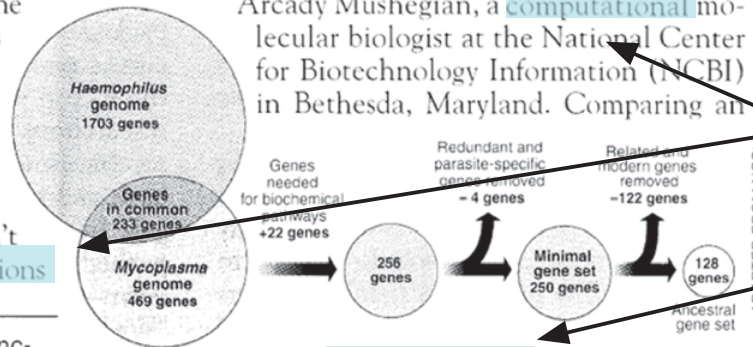 ne
Arcady Mushegian, a computational mo-
lecular biologist at the National Center
for Biotechnology Information (NCBI)
in Bethesda, Maryland. Comparing an
Haemophilus
genome
1703 genes
Genes
in common
233 genes
Mycoplasma
genome
469 genes
Genes
needed
for biochemical
pathways
+22 genes
256
genes
Redundant and
parasite-specific
genes removed
– 4 genes
Minimal
gene set
250 genes
Related and
modern genes
removed
–122 genes
128
genes
Ancestral
gene set
't
ions
nc-